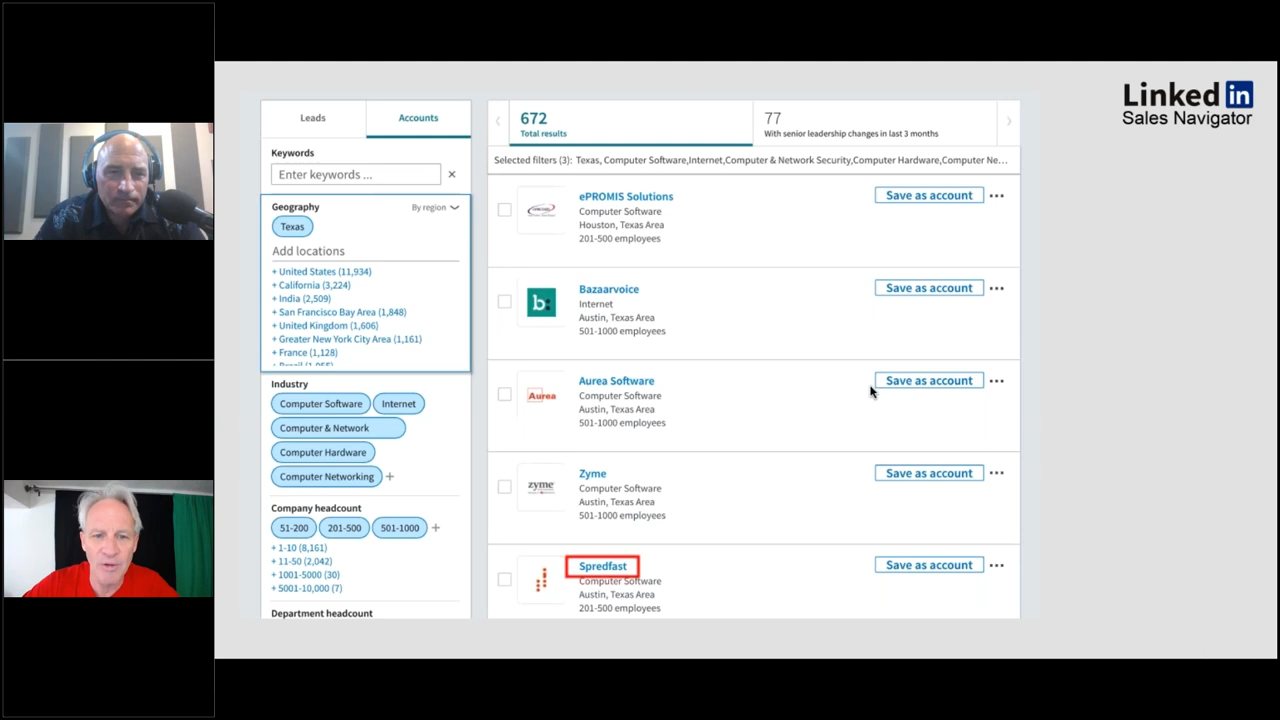 Linked in
Sales Navigator
Leads
Accounts
Keywords
Enter keywords ...
Geography
By region
Texas
Add locations
+ United States (11,934)
+ California (3,224)
+ India (2,509)
+ San Francisco Bay Area (1,848)
+ United Kingdom (1,606)
+ Greater New York City Area (1,161)
+ France (1,128)
Industry
Computer Software
Internet
Computer & Network
Computer Hardware
Computer Networking +
Company headcount
51-200
201-500
501-1000 +
+ 1-10 (8,161)
+ 11-50 (2,042)
+ 1001-5000 (30)
+ 5001-10,000 (7)
Department headcount
672
Total results
77
With senior leadership changes in last 3 months
Selected filters (3): Texas, Computer Software,Internet,Computer & Network Security,Computer Hardware,Computer Ne...
ePROMIS Solutions
Computer Software
Houston, Texas Area
201-500 employees
Save as account
b:
Bazaarvoice
Internet
Austin, Texas Area
501-1000 employees
Save as account
Aurea
Aurea Software
Computer Software
Austin, Texas Area
501-1000 employees
Save as account
zyme
Zyme
Computer Software
Austin, Texas Area
501-1000 employees
Save as account
Spredfast
Computer Software
Austin, Texas Area
201-500 employees
Save as account